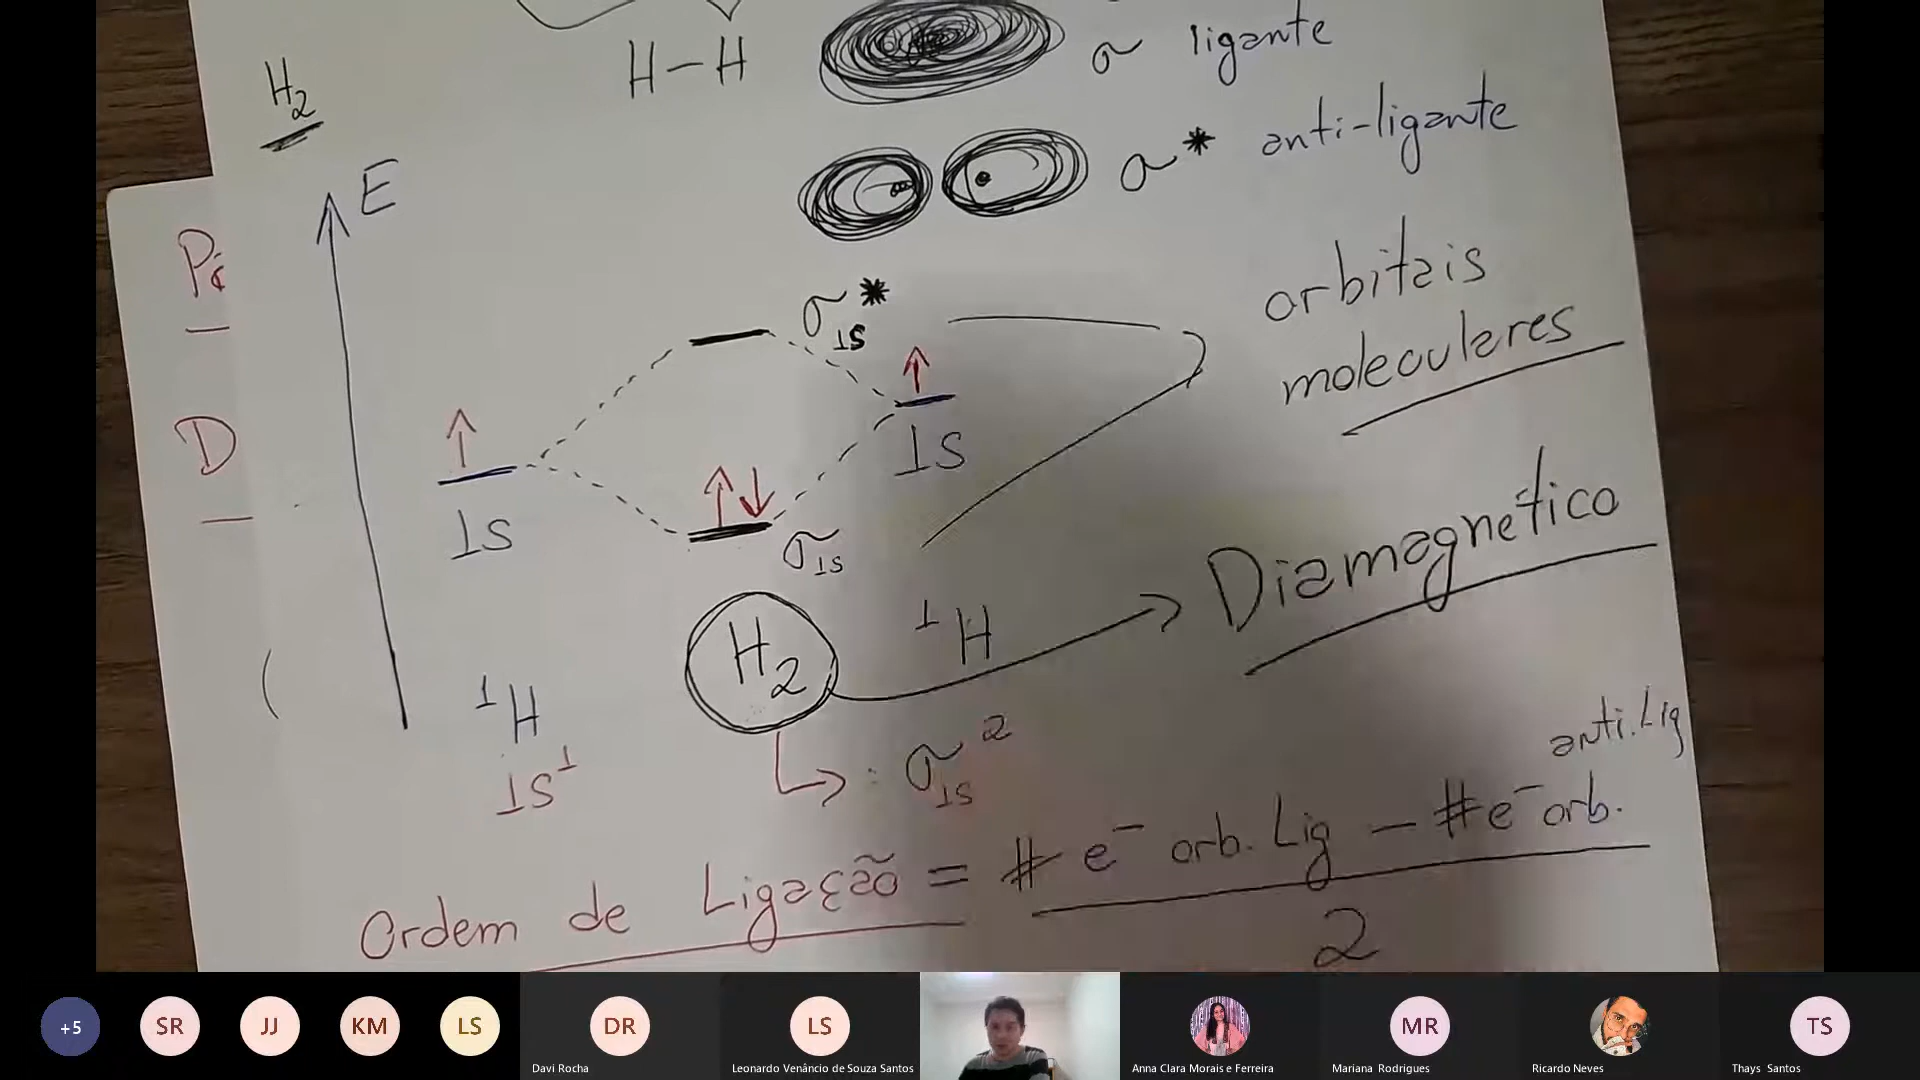 H—H
σ ligante
H₂
σ* anti-ligante
E
Pa
orbitais
moleculares
σ*1s
↑
↑
1s
D
1s
↑↓
σ1s
Diamagnético
H₂
¹H
¹H
1s¹
: σ1s²
anti.Lig
Ordem de Ligação = # e⁻ orb. Lig — # e⁻ orb.
2
+5
SR
JJ
KM
LS
DR
LS
MR
TS
Davi Rocha
Leonardo Venâncio de Souza Santos
Anna Clara Morais e Ferreira
Mariana Rodrigues
Ricardo Neves
Thays Santos